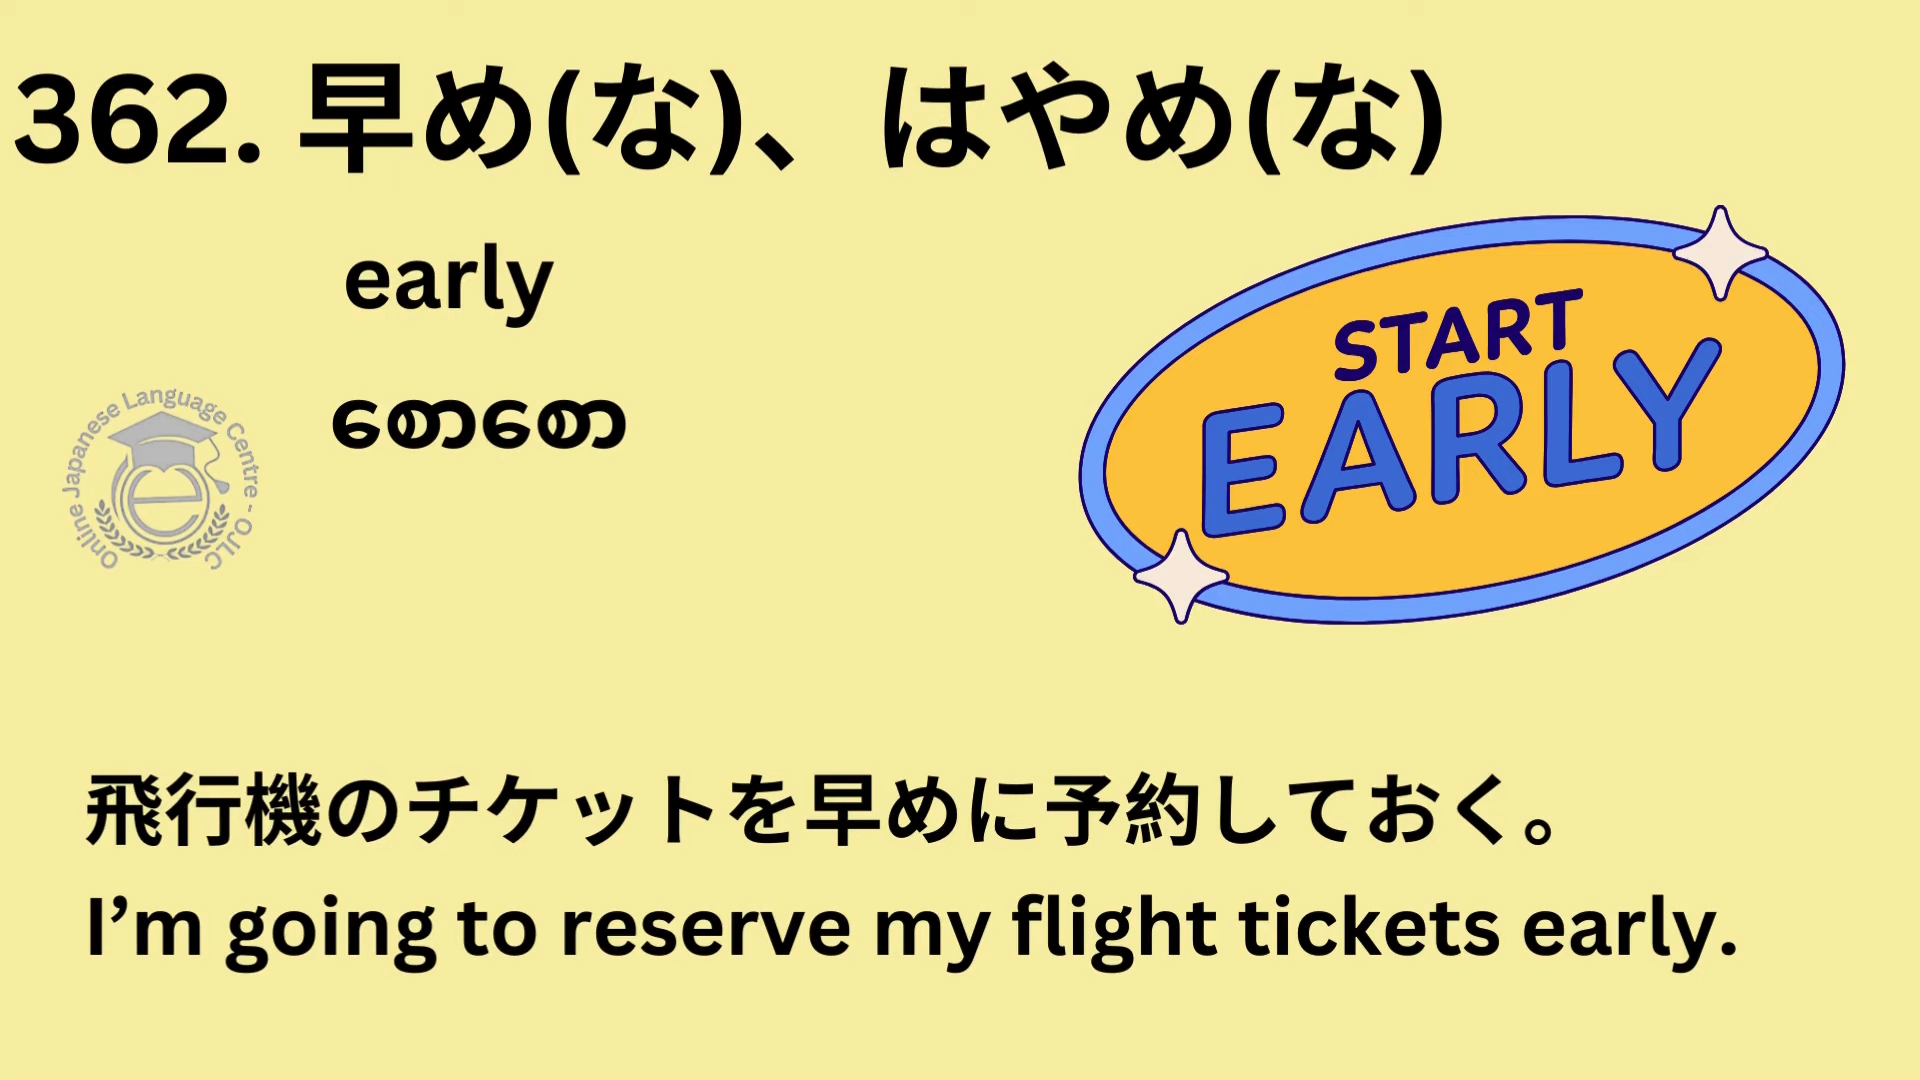 362. 早め(な)、 はやめ(な)
early
စောစော
START
EARLY
Online Japanese Language Centre - OJLC
飛行機のチケットを早めに予約しておく。
I’m going to reserve my flight tickets early.